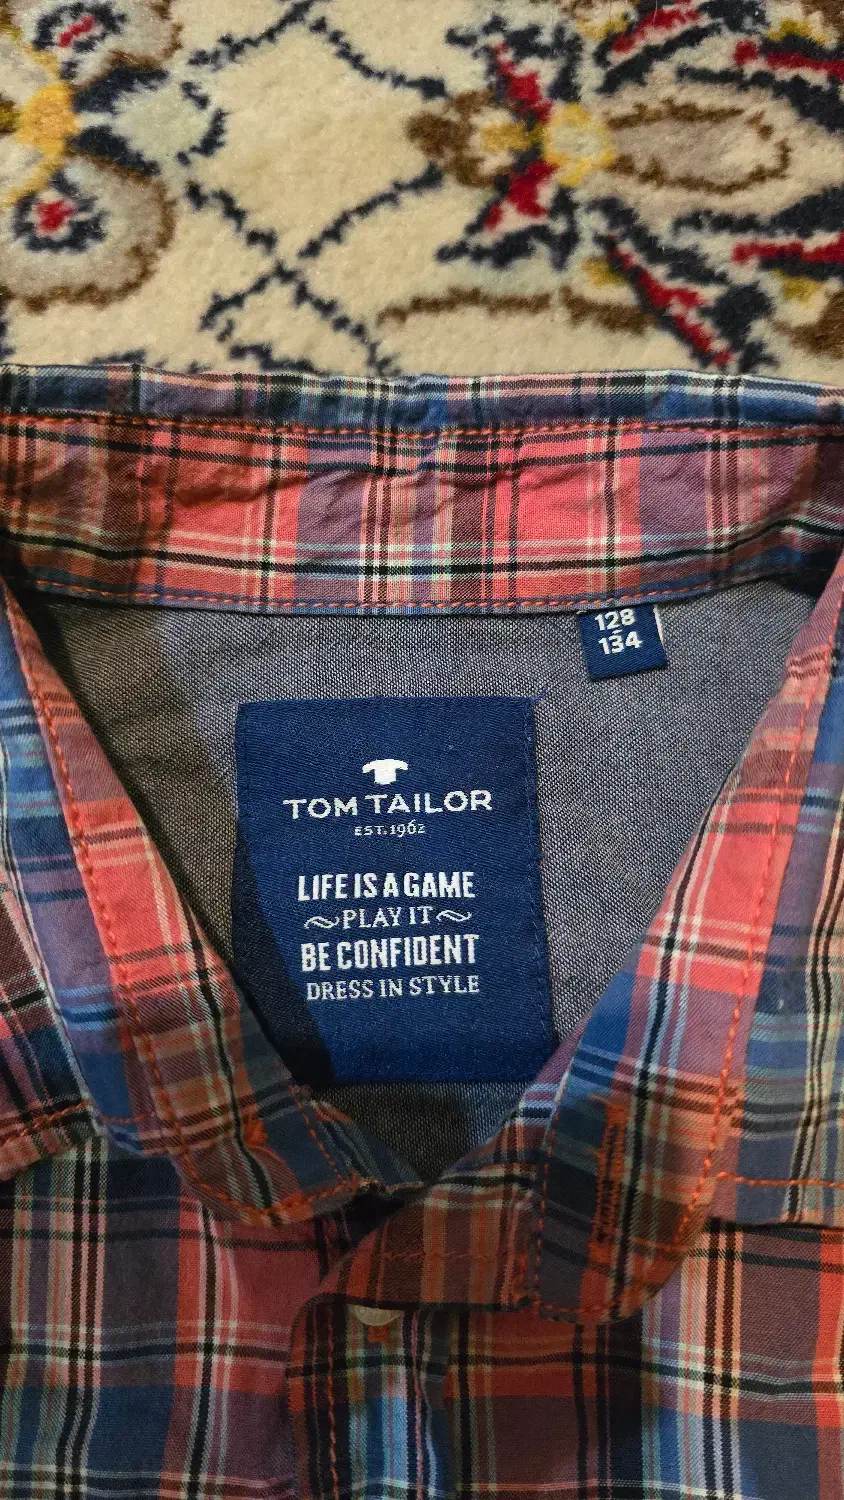 128
-
134
TOM TAILOR
EST.1962
LIFE IS A GAME
PLAY IT
BE CONFIDENT
DRESS IN STYLE